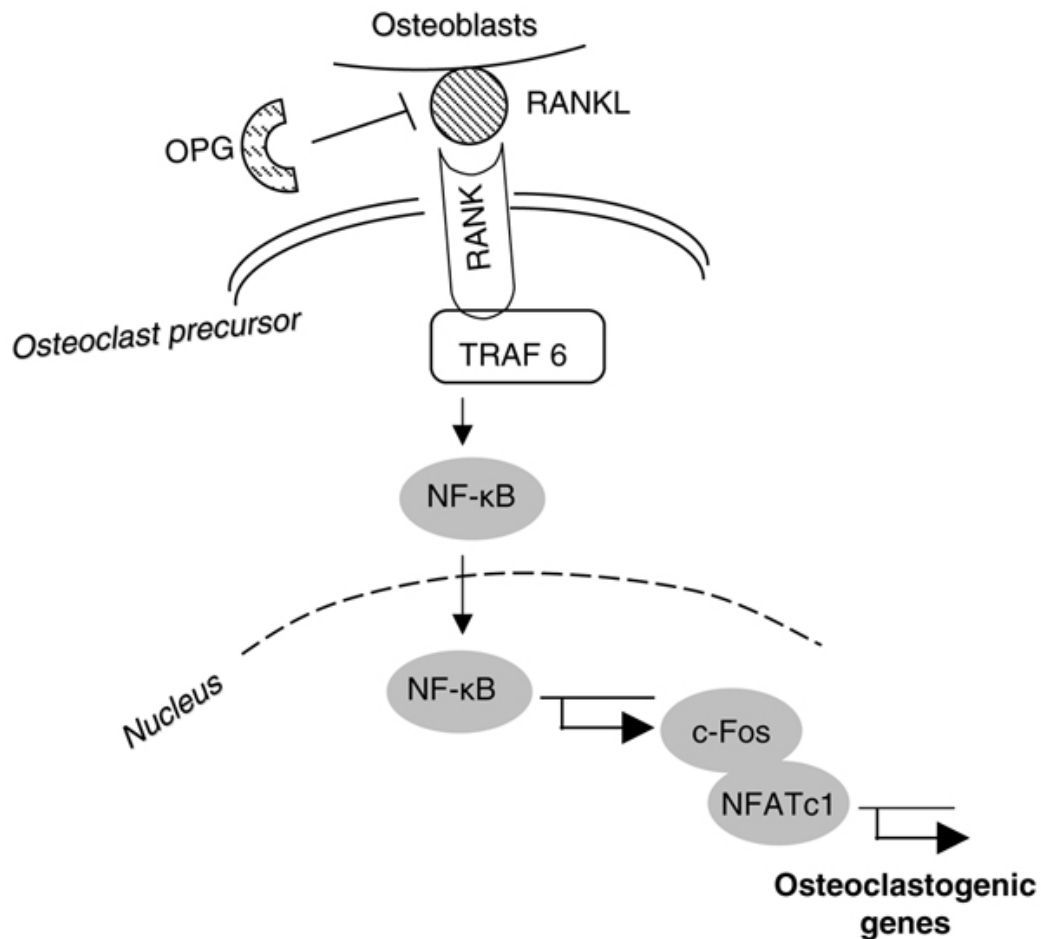 Osteoblasts
RANKL
OPG
RANK
Osteoclast precursor
TRAF 6
NF-κB
Nucleus
NF-κB
c-Fos
NFATc1
Osteoclastogenic
genes